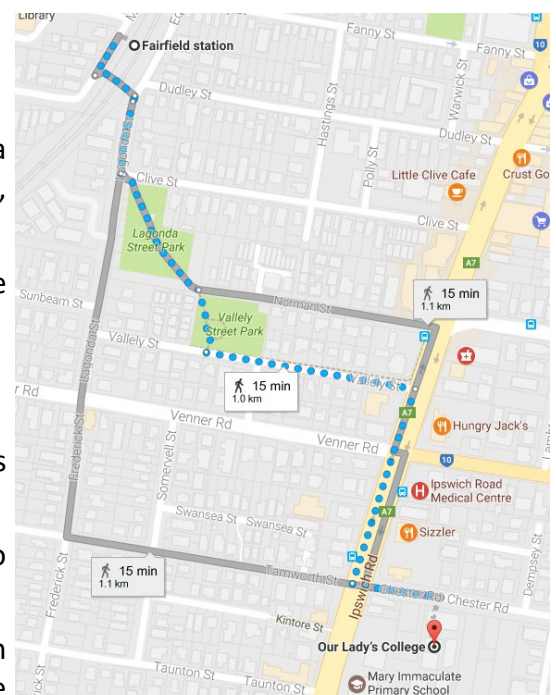 Library
Fairfield station
Fanny St
Fanny St
10
Dudley St
Hastings St
Warwick St
Dudley St
Polly St
Little Clive Cafe
Crust Go
Lagonda St
Clive St
Clive St
Lagonda
Street Park
A7
15 min
1.1 km
Sunbeam St
Norman St
Vallely
Street Park
Vallely St
Vallely St
15 min
1.0 km
Lagonda St
A7
Hungry Jack's
er Rd
Venner Rd
Venner Rd
10
Somervell St
Ipswich Road
Medical Centre
H
A7
Frederick St
Swansea St
Swansea St
Sizzler
Dempsey St
15 min
1.1 km
Tamworth St
Ipswich Rd
Chester Rd
Chester Rd
Frederick St
Kintore St
Our Lady's College
Taunton St
Taunton St
Mary Immaculate
Primary School